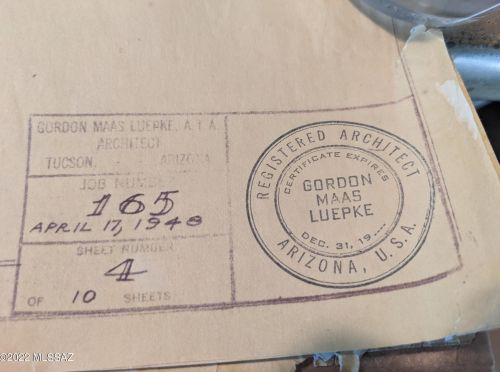 GORDON MAAS LUEPKE, A.I.A.
ARCHITECT
TUCSON, - ARIZONA
JOB NUMBER
165
APRIL 17, 1948
SHEET NUMBER
4
OF 10 SHEETS
REGISTERED ARCHITECT
CERTIFICATE EXPIRES
GORDON
MAAS
LUEPKE
DEC. 31, 19.....
ARIZONA, U.S.A.
©2022 MLSSAZ